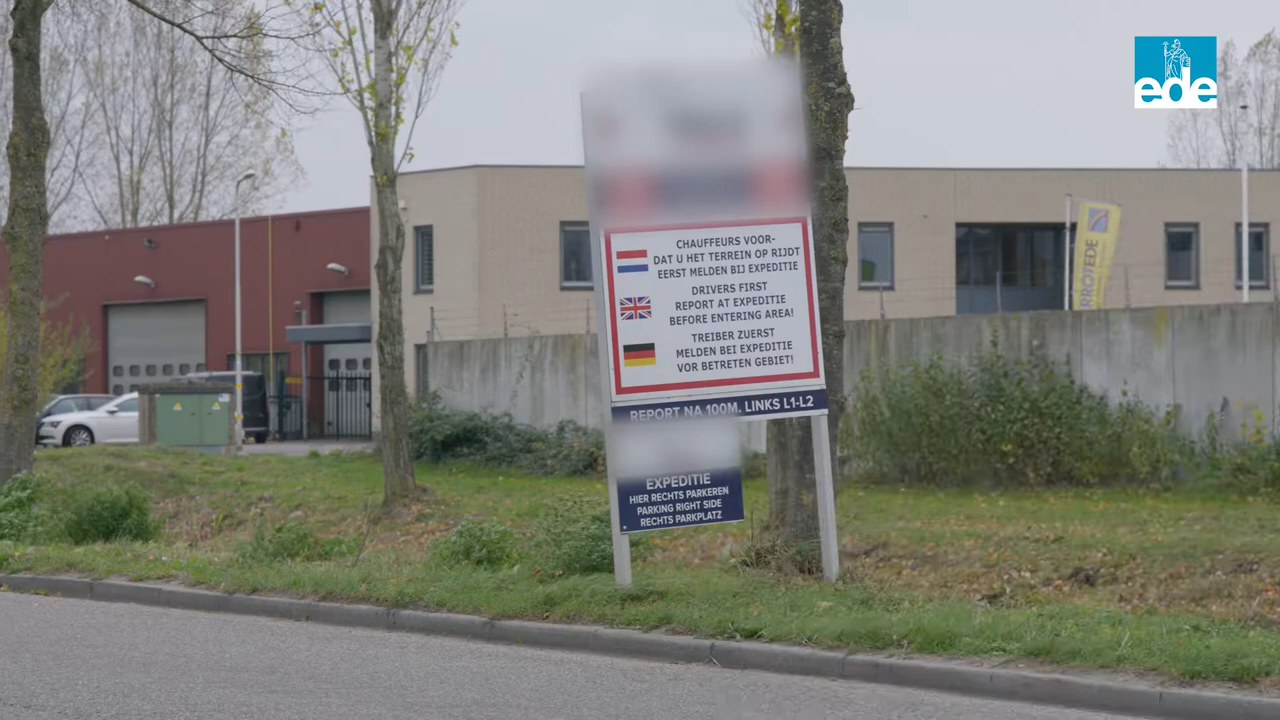 ede
CHAUFFEURS VOOR-
DAT U HET TERREIN OP RIJDT
EERST MELDEN BIJ EXPEDITIE
DRIVERS FIRST
REPORT AT EXPEDITIE
BEFORE ENTERING AREA!
TREIBER ZUERST
MELDEN BEI EXPEDITIE
VOR BETRETEN GEBIET!
REPORT NA 100M. LINKS L1-L2
EXPEDITIE
HIER RECHTS PARKEREN
PARKING RIGHT SIDE
RECHTS PARKPLATZ